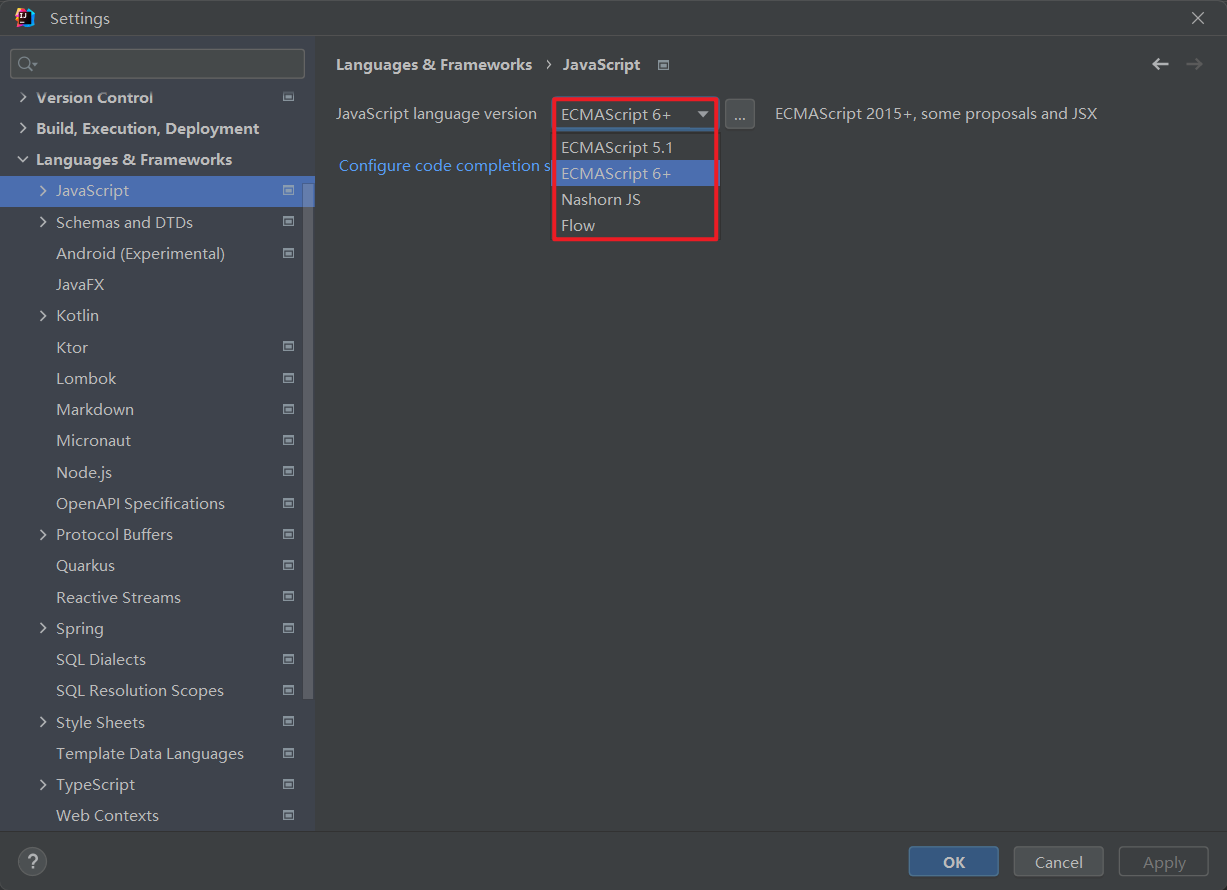 Settings
Version Control
Build, Execution, Deployment
Languages & Frameworks
JavaScript
Schemas and DTDs
Android (Experimental)
JavaFX
Kotlin
Ktor
Lombok
Markdown
Micronaut
Node.js
OpenAPI Specifications
Protocol Buffers
Quarkus
Reactive Streams
Spring
SQL Dialects
SQL Resolution Scopes
Style Sheets
Template Data Languages
TypeScript
Web Contexts
Languages & Frameworks › JavaScript
JavaScript language version ECMAScript 6+ ... ECMAScript 2015+, some proposals and JSX
Configure code completion s
ECMAScript 5.1
ECMAScript 6+
Nashorn JS
Flow
? OK Cancel Apply